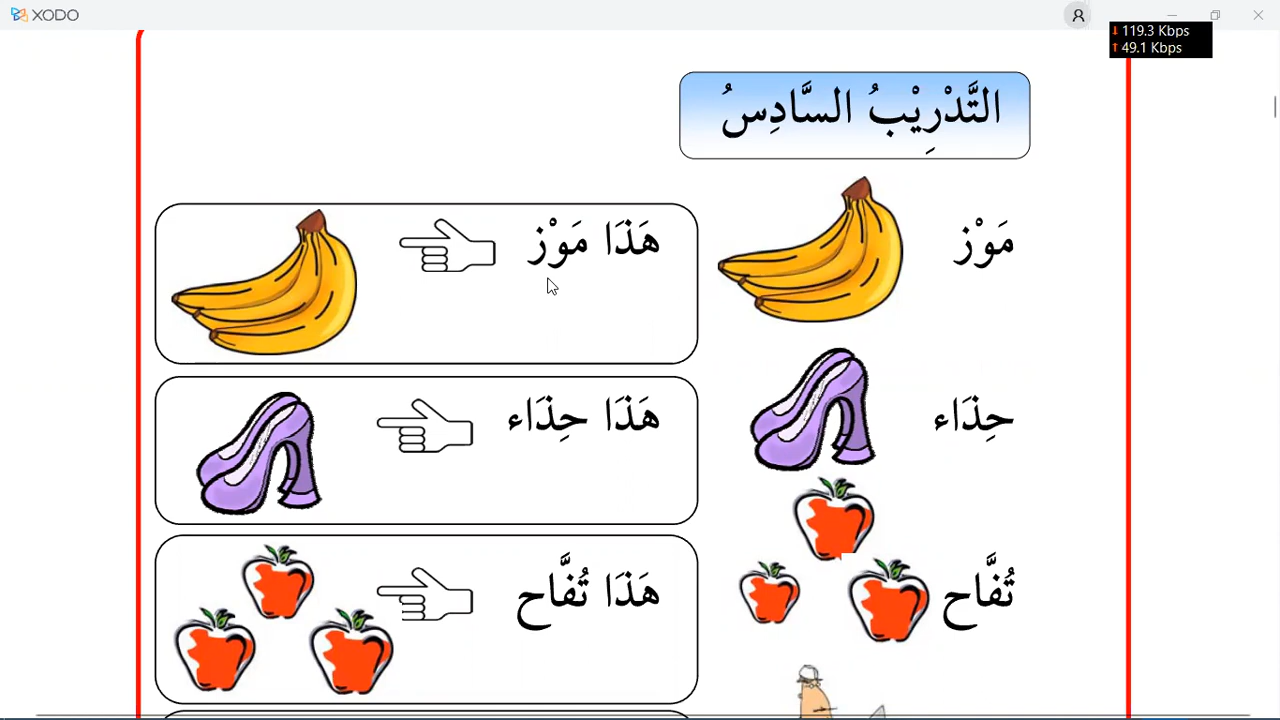 XODO
119.3 Kbps
49.1 Kbps
التَّدْرِيْبُ السَّادِسُ
مَوْز
هَذَا مَوْز
حِذَاء
هَذَا حِذَاء
تُفَّاح
هَذَا تُفَّاح